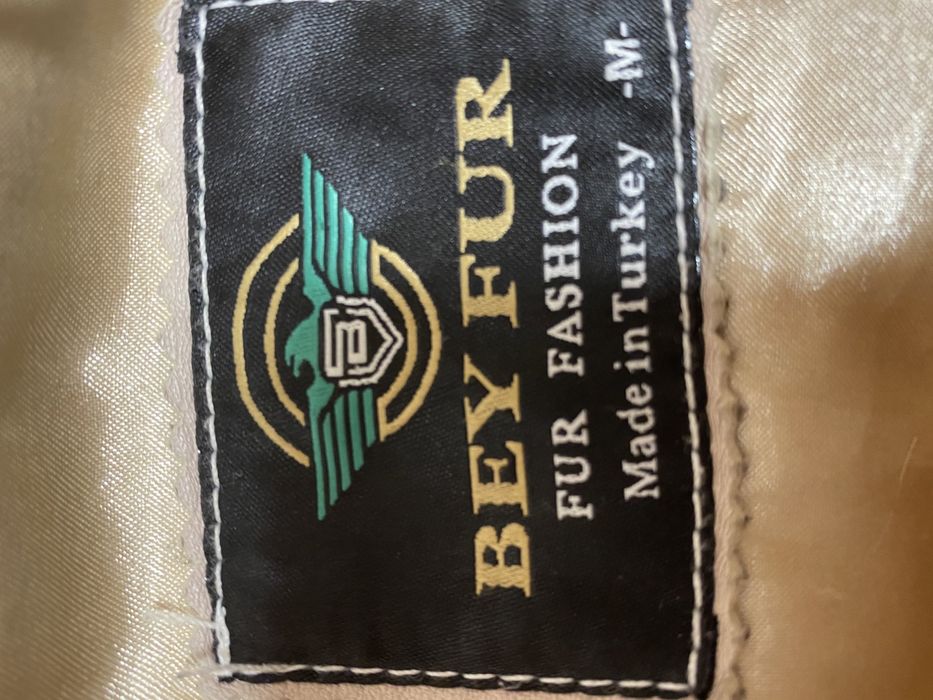 B
BEY FUR
FUR FASHION
Made in Turkey -M-